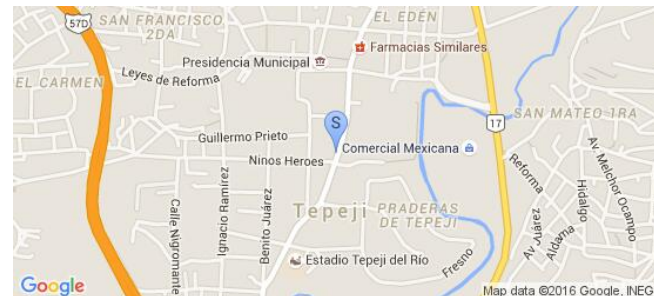 57D
SAN FRANCISCO
2DA
EL EDÉN
Farmacias Similares
Presidencia Municipal
EL CARMEN
Leyes de Reforma
17
SAN MATEO 1RA
S
Guillermo Prieto
Comercial Mexicana
Ninos Heroes
Reforma
Av. Melchor Ocampo
Hidalgo
Calle Nigromante
Ignacio Ramírez
Benito Juárez
Tepeji
PRADERAS
DE TEPEJI
Av Juárez
Aldama
Estadio Tepeji del Río
Fresno
Google
Map data ©2016 Google, INEG